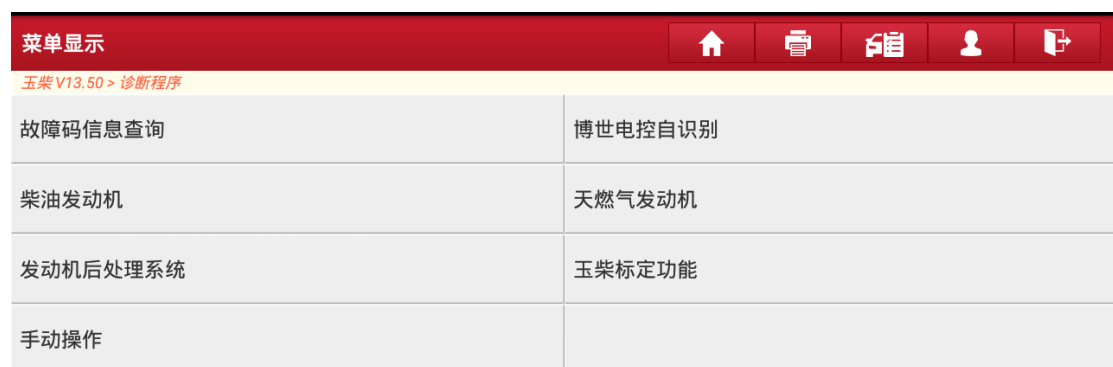 菜单显示
玉柴 V13.50 > 诊断程序
故障码信息查询
博世电控自识别
柴油发动机
天燃气发动机
发动机后处理系统
玉柴标定功能
手动操作